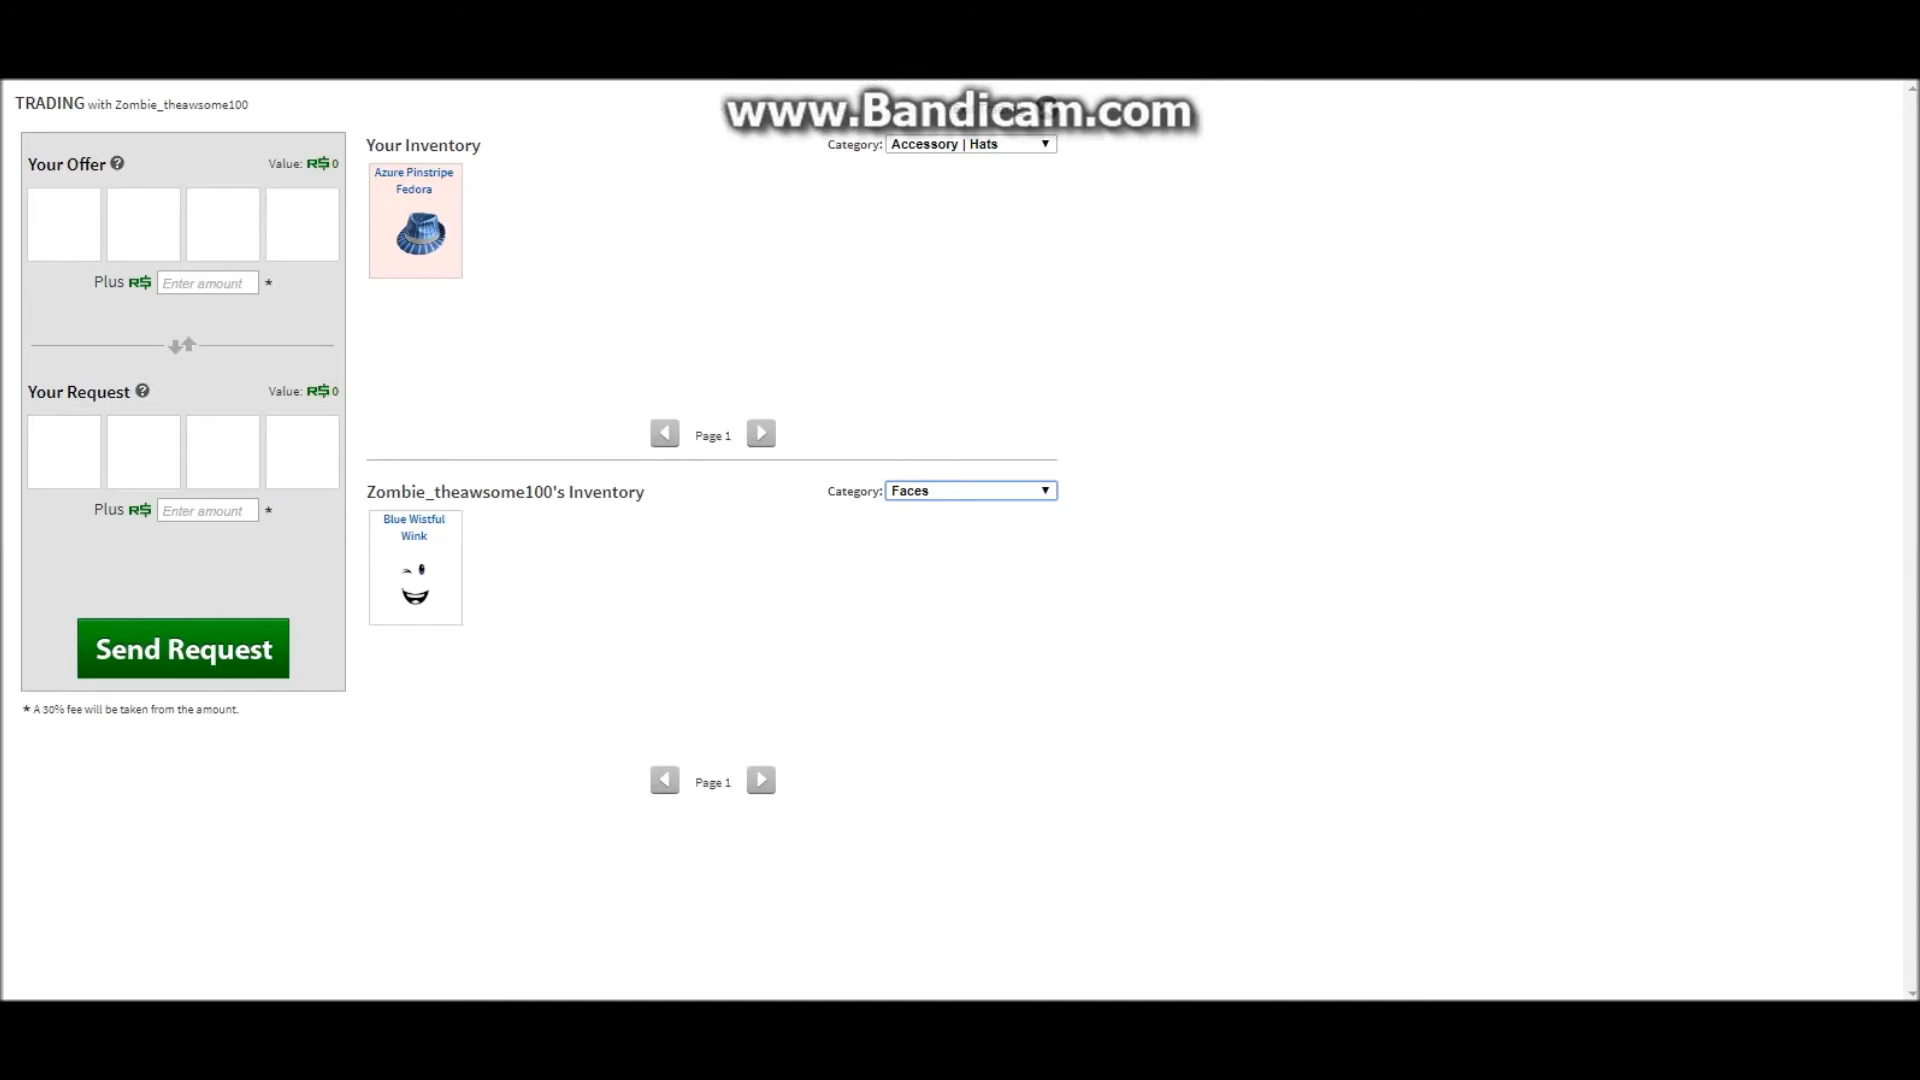 www.Bandicam.com
TRADING with Zombie_theawsome100
Your Offer ? Value: R$ 0
Plus R$ Enter amount *
Your Request ? Value: R$ 0
Plus R$ Enter amount *
Send Request
* A 30% fee will be taken from the amount.
Your Inventory
Category: Accessory | Hats
Azure Pinstripe
Fedora
Page 1
Zombie_theawsome100's Inventory
Category: Faces
Blue Wistful
Wink
Page 1